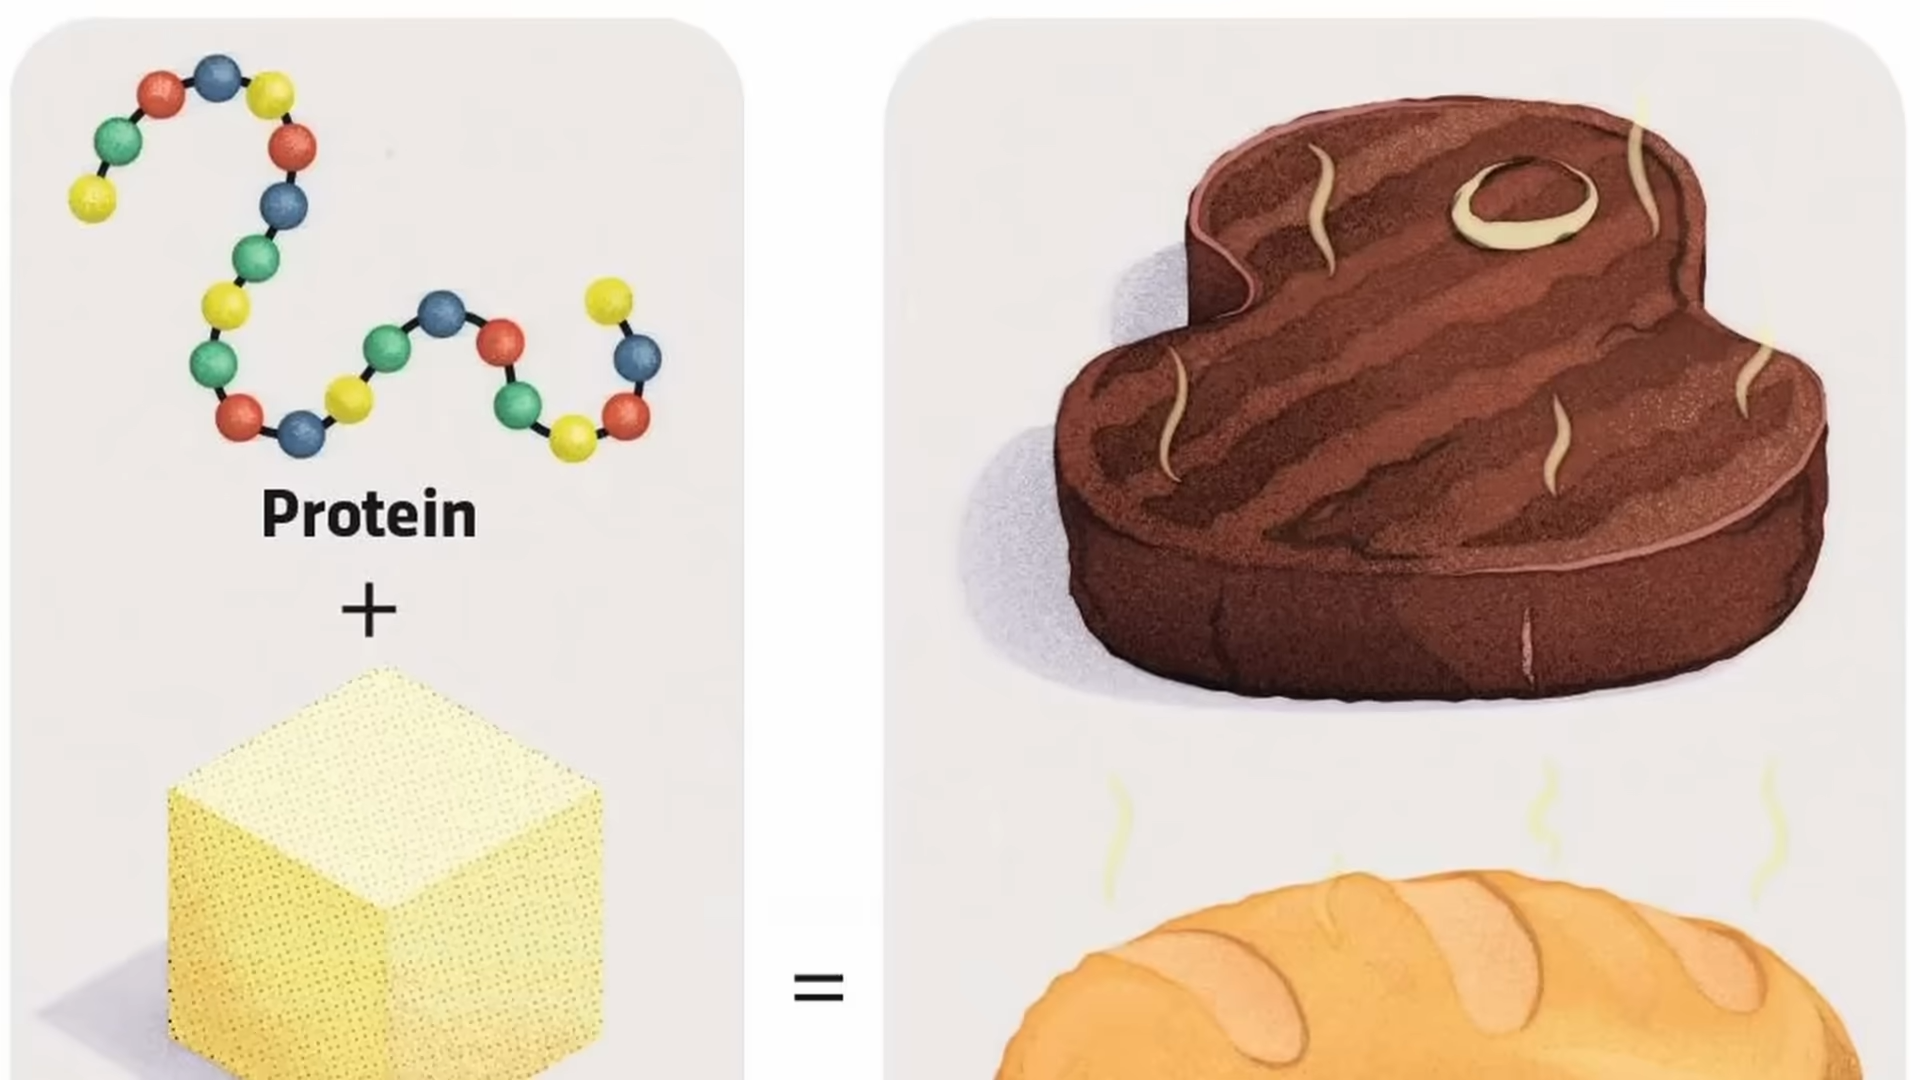 Protein
+
=